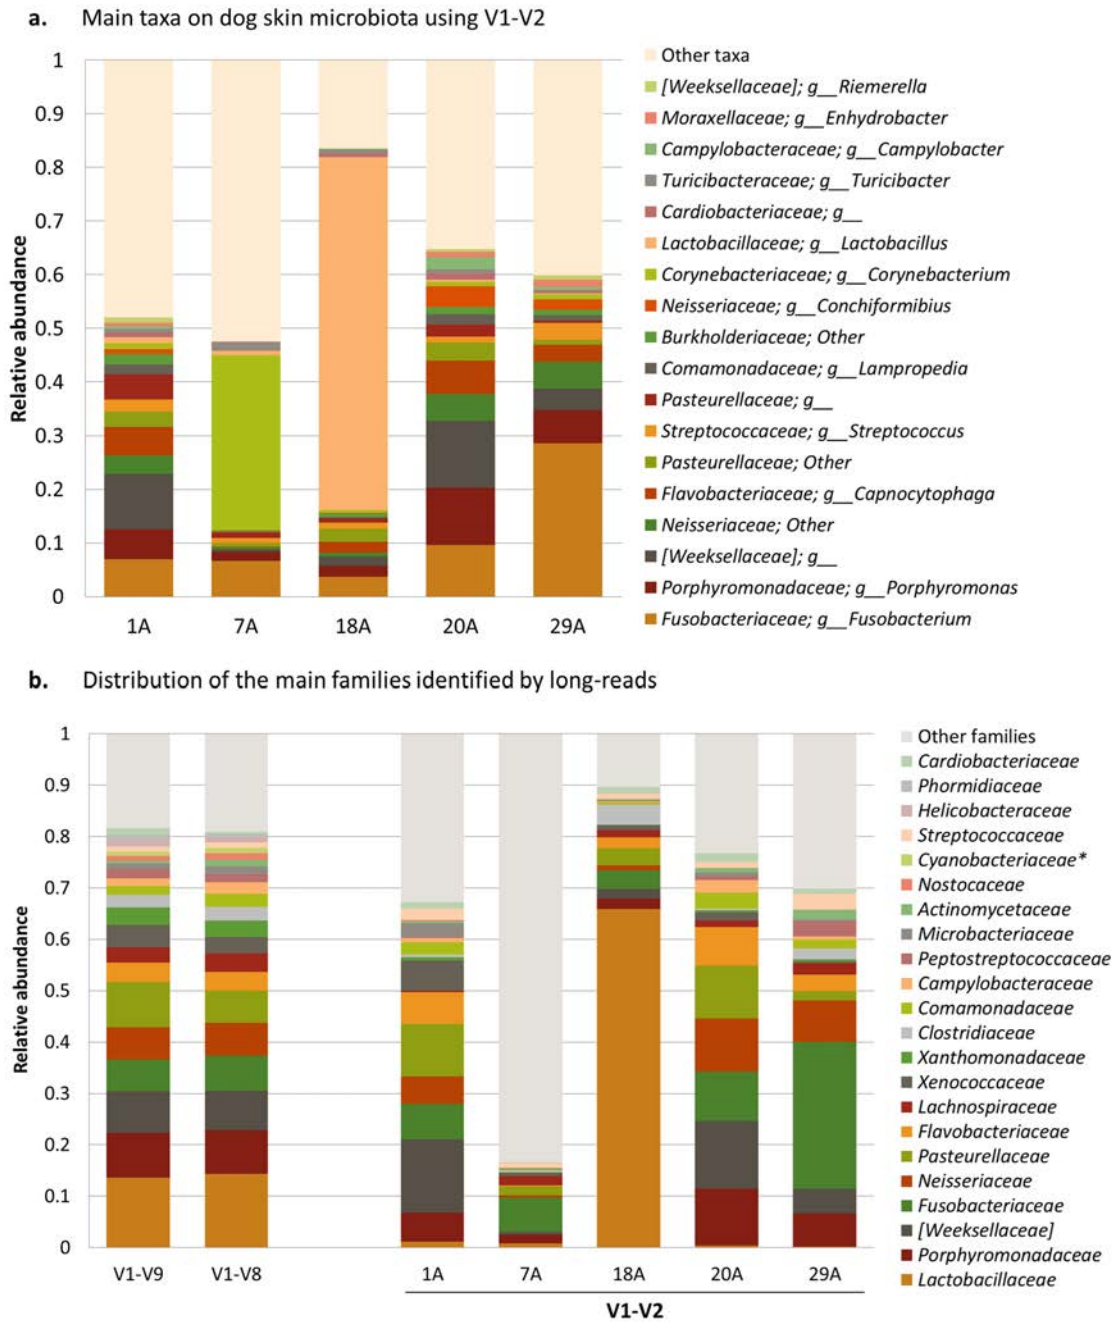 a. Main taxa on dog skin microbiota using V1-V2
Relative abundance
1
0.9
0.8
0.7
0.6
0.5
0.4
0.3
0.2
0.1
0
1A 7A 18A 20A 29A
Other taxa
[Weeksellaceae]; g__Riemerella
Moraxellaceae; g__Enhydrobacter
Campylobacteraceae; g__Campylobacter
Turicibacteraceae; g__Turicibacter
Cardiobacteriaceae; g__
Lactobacillaceae; g__Lactobacillus
Corynebacteriaceae; g__Corynebacterium
Neisseriaceae; g__Conchiformibius
Burkholderiaceae; Other
Comamonadaceae; g__Lampropedia
Pasteurellaceae; g__
Streptococcaceae; g__Streptococcus
Pasteurellaceae; Other
Flavobacteriaceae; g__Capnocytophaga
Neisseriaceae; Other
[Weeksellaceae]; g__
Porphyromonadaceae; g__Porphyromonas
Fusobacteriaceae; g__Fusobacterium
b. Distribution of the main families identified by long-reads
Relative abundance
1
0.9
0.8
0.7
0.6
0.5
0.4
0.3
0.2
0.1
0
V1-V9 V1-V8 1A 7A 18A 20A 29A
V1-V2
Other families
Cardiobacteriaceae
Phormidiaceae
Helicobacteraceae
Streptococcaceae
Cyanobacteriaceae*
Nostocaceae
Actinomycetaceae
Microbacteriaceae
Peptostreptococcaceae
Campylobacteraceae
Comamonadaceae
Clostridiaceae
Xanthomonadaceae
Xenococcaceae
Lachnospiraceae
Flavobacteriaceae
Pasteurellaceae
Neisseriaceae
Fusobacteriaceae
[Weeksellaceae]
Porphyromonadaceae
Lactobacillaceae